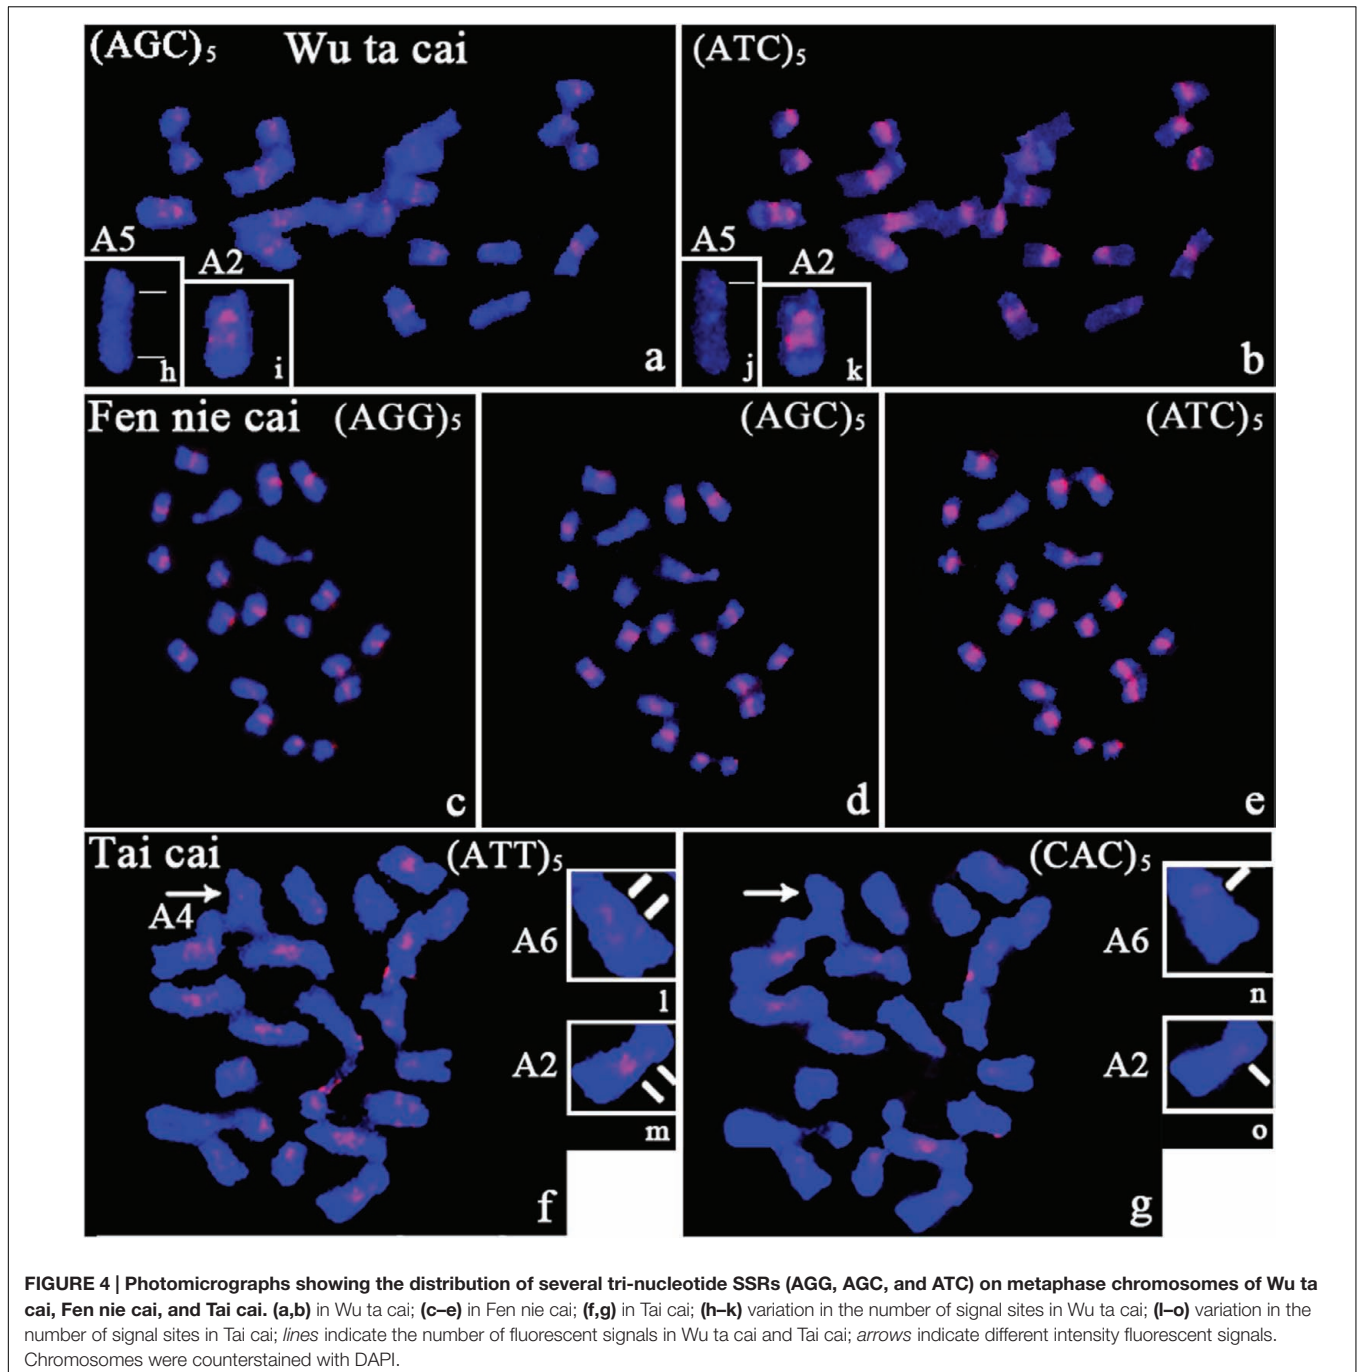 (AGC)5 Wu ta cai
(ATC)5
A5
A2
h
i
a
A5
A2
j
k
b
Fen nie cai (AGG)5
(AGC)5
(ATC)5
c
d
e
Tai cai (ATT)5
A4
A6
l
A2
m
f
(CAC)5
A6
n
A2
o
g
FIGURE 4 | Photomicrographs showing the distribution of several tri-nucleotide SSRs (AGG, AGC, and ATC) on metaphase chromosomes of Wu ta
cai, Fen nie cai, and Tai cai. (a,b) in Wu ta cai; (c–e) in Fen nie cai; (f,g) in Tai cai; (h–k) variation in the number of signal sites in Wu ta cai; (l–o) variation in the
number of signal sites in Tai cai; lines indicate the number of fluorescent signals in Wu ta cai and Tai cai; arrows indicate different intensity fluorescent signals.
Chromosomes were counterstained with DAPI.